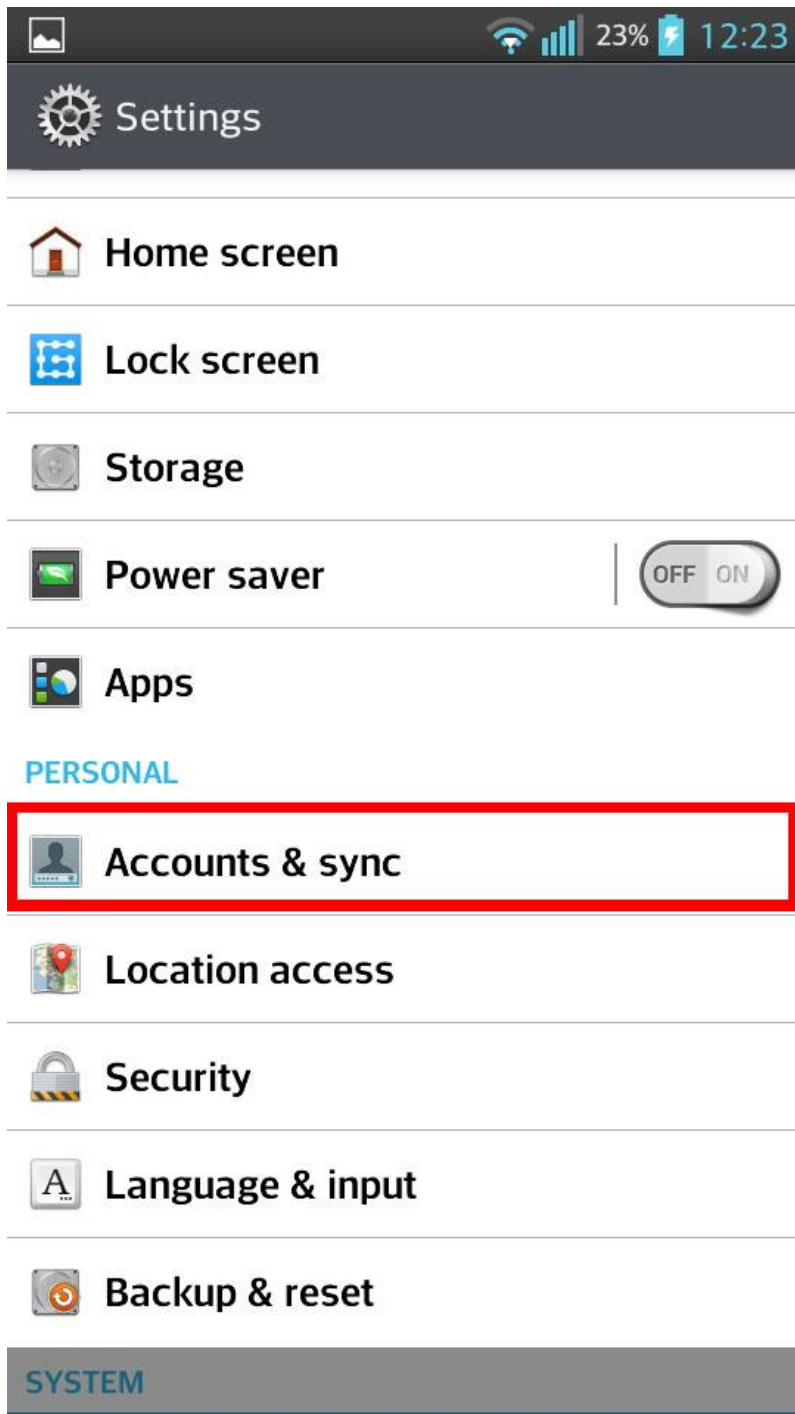 23% 12:23
Settings
Home screen
Lock screen
Storage
Power saver OFF ON
Apps
PERSONAL
Accounts & sync
Location access
Security
A Language & input
Backup & reset
SYSTEM